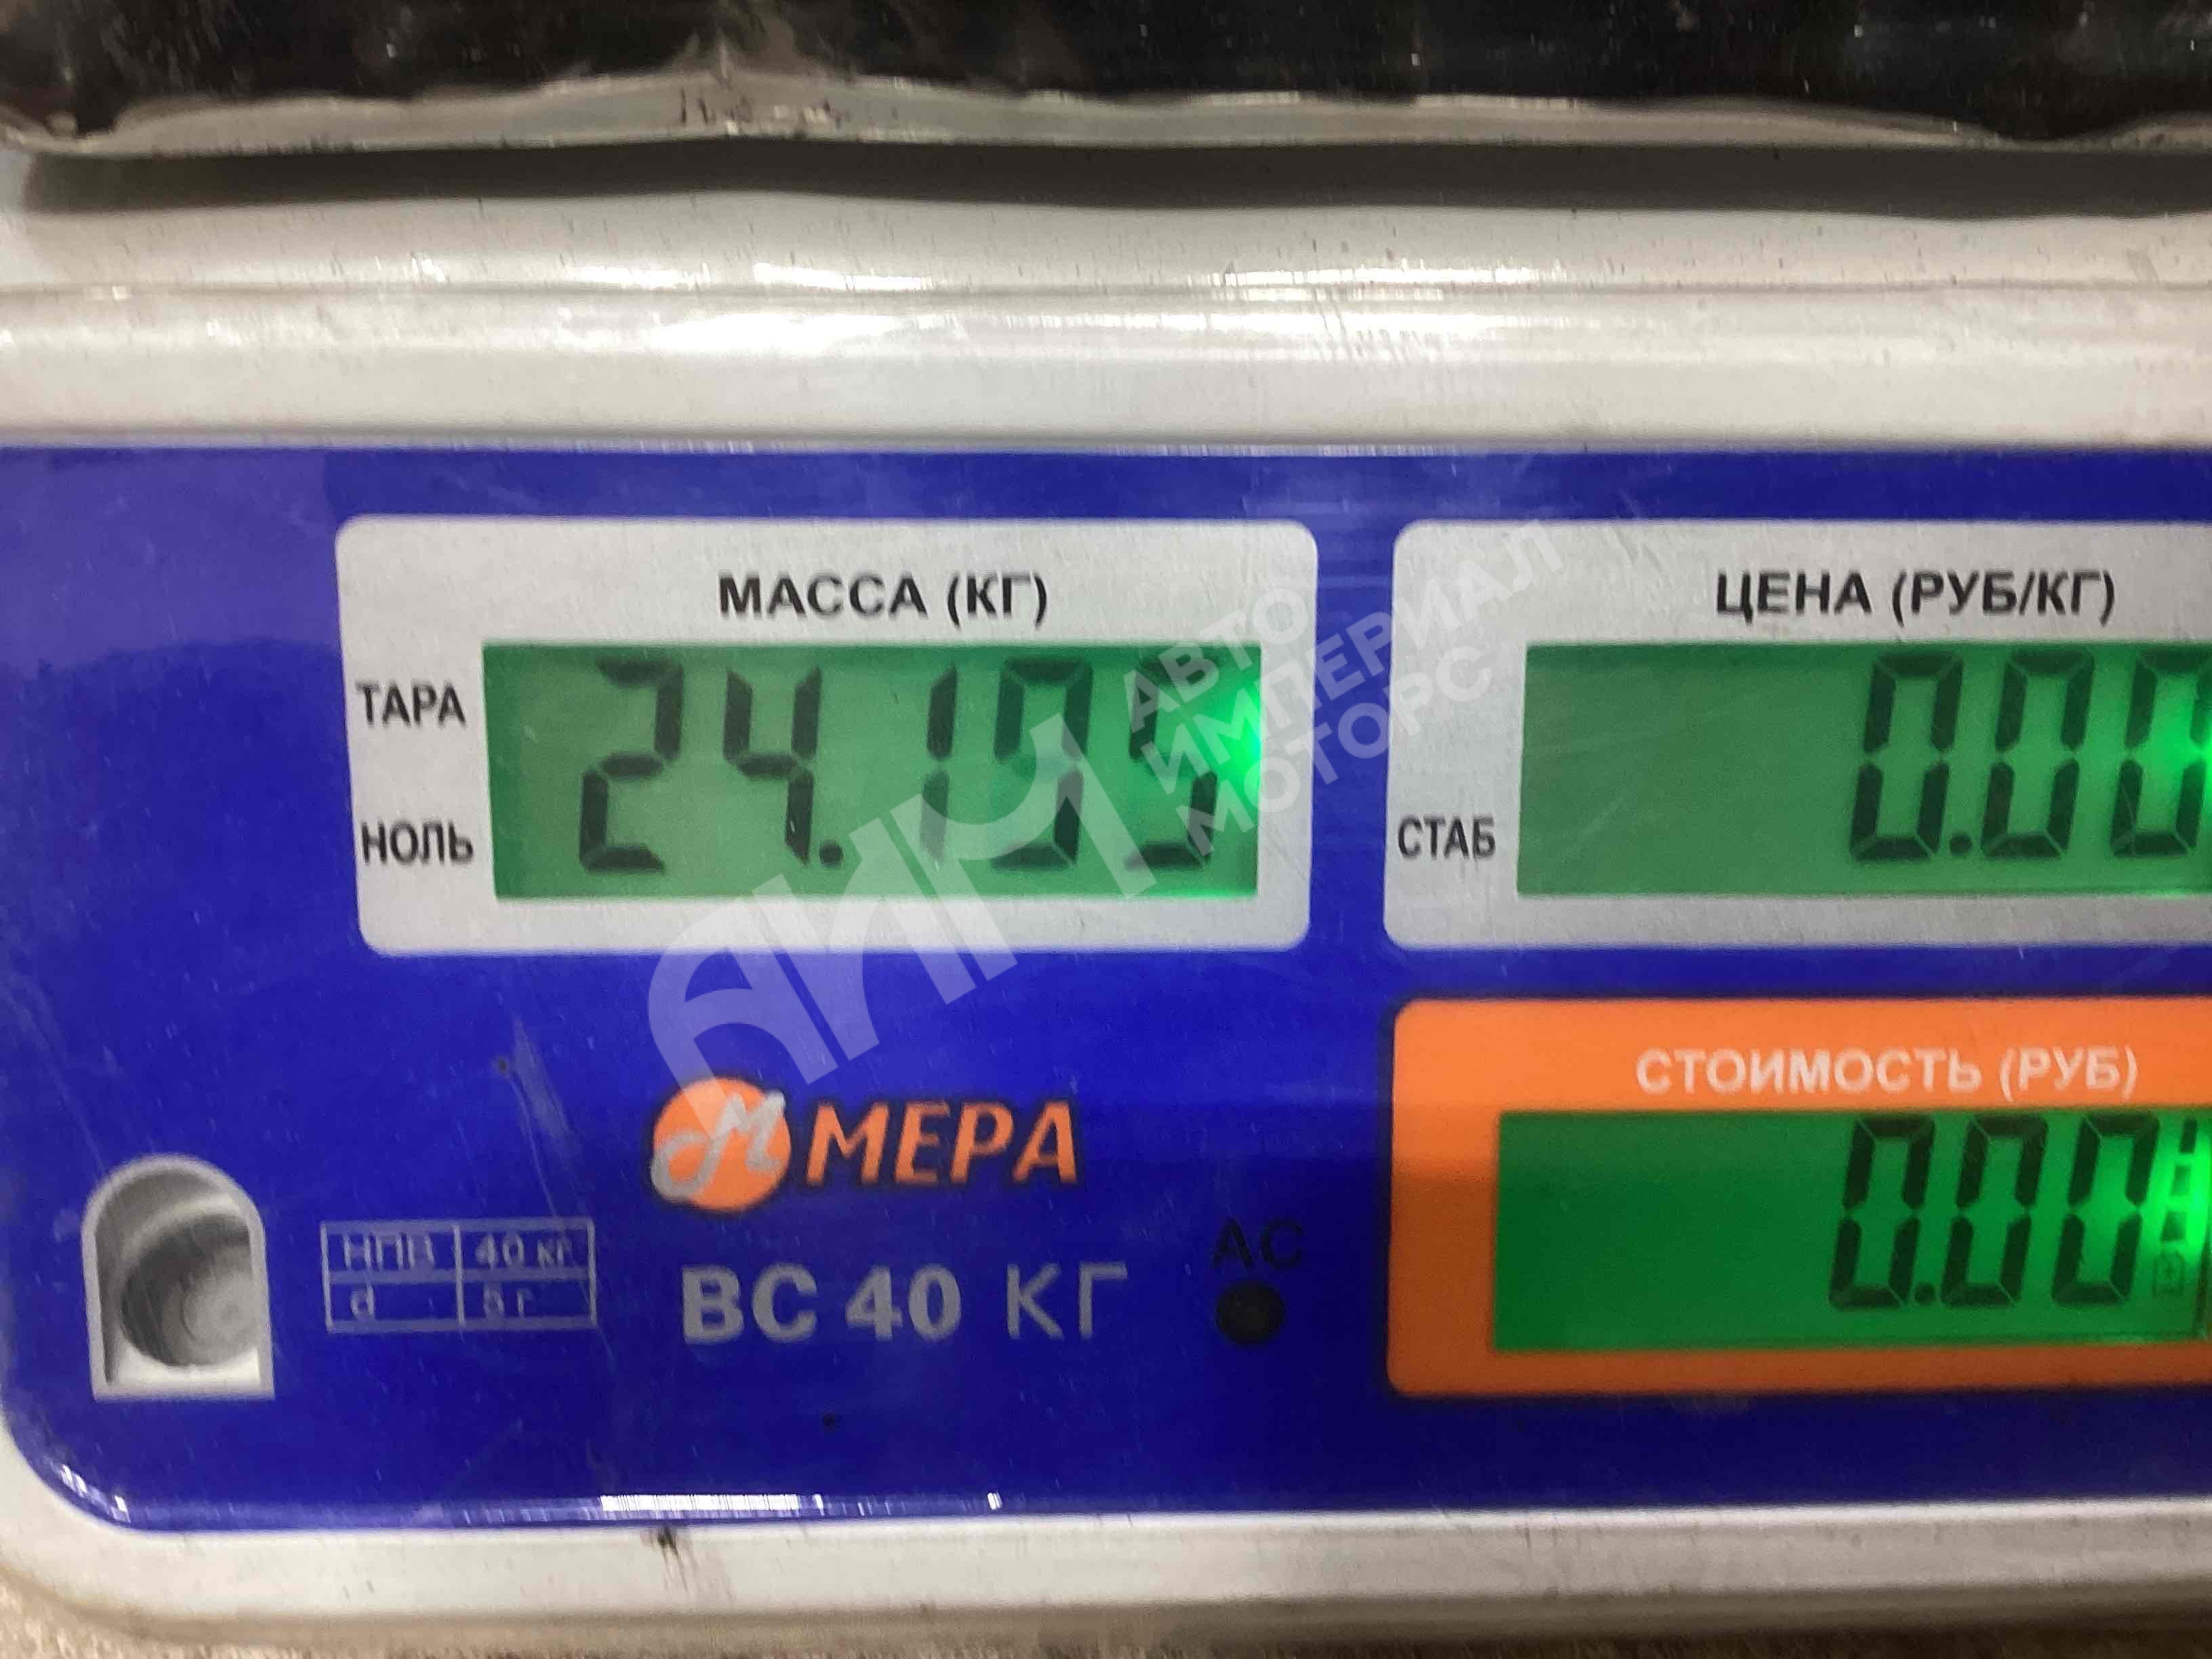 МАССА (КГ)
ЦЕНА (РУБ/КГ)
ТАРА
24.195
0.00
НОЛЬ
СТАБ
АВТО
ИМПЕРИАЛ
МОТОРС
АИМ
СТОИМОСТЬ (РУБ)
0.00
М МЕРА
НПВ 40 кг
d 5 г
ВС 40 КГ
AC